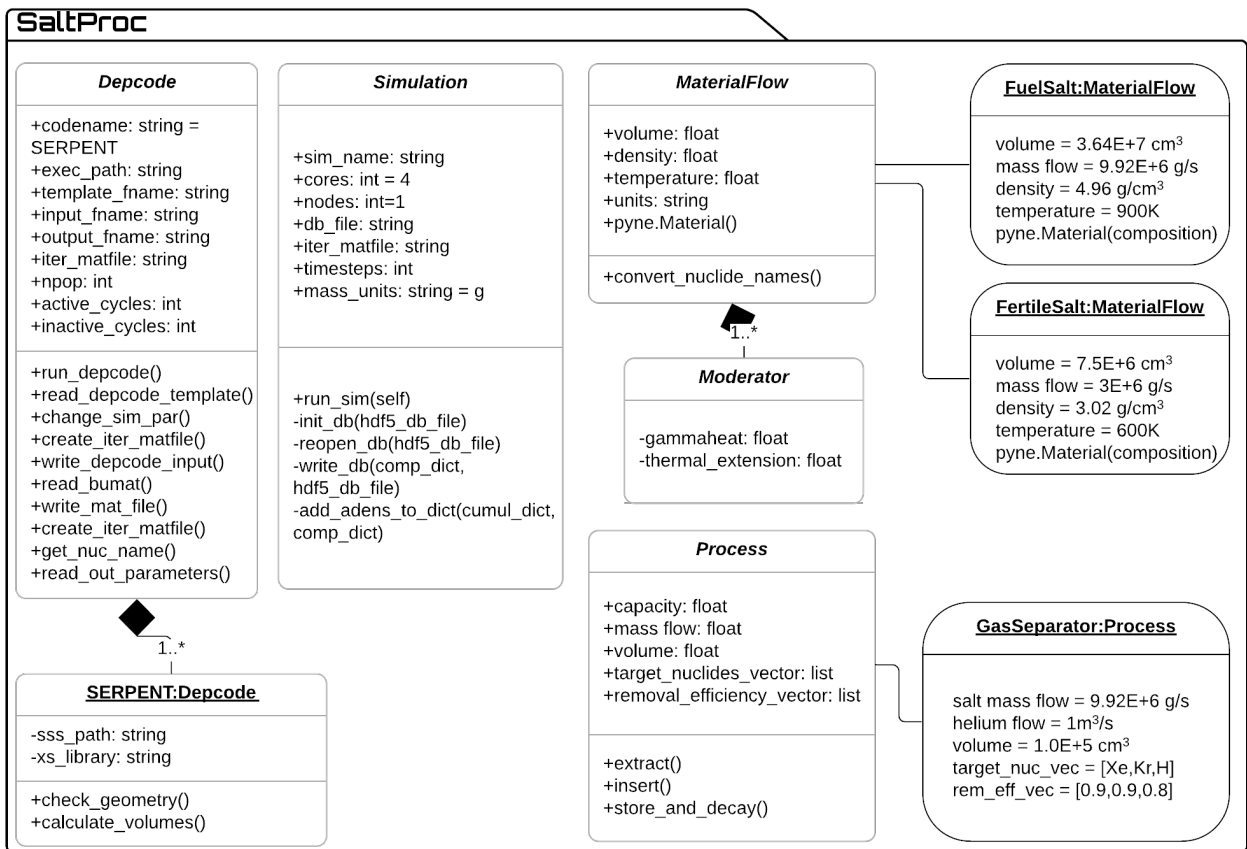 SaltProc
Depcode
+codename: string =
SERPENT
+exec_path: string
+template_fname: string
+input_fname: string
+output_fname: string
+iter_matfile: string
+npop: int
+active_cycles: int
+inactive_cycles: int
+run_depcode()
+read_depcode_template()
+change_sim_par()
+create_iter_matfile()
+write_depcode_input()
+read_bumat()
+write_mat_file()
+create_iter_matfile()
+get_nuc_name()
+read_out_parameters()
1..*
SERPENT:Depcode
-sss_path: string
-xs_library: string
+check_geometry()
+calculate_volumes()
Simulation
+sim_name: string
+cores: int = 4
+nodes: int=1
+db_file: string
+iter_matfile: string
+timesteps: int
+mass_units: string = g
+run_sim(self)
-init_db(hdf5_db_file)
-reopen_db(hdf5_db_file)
-write_db(comp_dict,
hdf5_db_file)
-add_adens_to_dict(cumul_dict,
comp_dict)
MaterialFlow
+volume: float
+density: float
+temperature: float
+units: string
+pyne.Material()
+convert_nuclide_names()
1..*
Moderator
-gammaheat: float
-thermal_extension: float
Process
+capacity: float
+mass flow: float
+volume: float
+target_nuclides_vector: list
+removal_efficiency_vector: list
+extract()
+insert()
+store_and_decay()
FuelSalt:MaterialFlow
volume = 3.64E+7 cm³
mass flow = 9.92E+6 g/s
density = 4.96 g/cm³
temperature = 900K
pyne.Material(composition)
FertileSalt:MaterialFlow
volume = 7.5E+6 cm³
mass flow = 3E+6 g/s
density = 3.02 g/cm³
temperature = 600K
pyne.Material(composition)
GasSeparator:Process
salt mass flow = 9.92E+6 g/s
helium flow = 1m³/s
volume = 1.0E+5 cm³
target_nuc_vec = [Xe,Kr,H]
rem_eff_vec = [0.9,0.9,0.8]